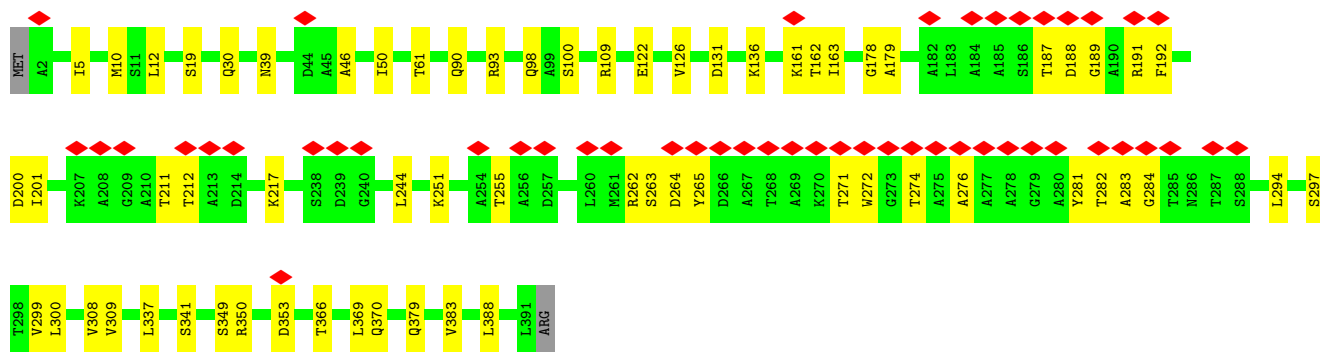 MET A2 I5 M10 S11 L12 S19 Q30 N39 D44 A45 A46 I50 T61 Q90 R93 Q98 A99 S100 R109 E122 V126 D131 K136 K161 T162 I163 G178 A179 A182 L183 A184 A185 S186 T187 D188 G189 A190 R191 F192
D200 I201 K207 A208 G209 A210 T211 T212 A213 D214 K217 S238 D239 G240 L244 K251 A254 T255 A256 D257 L260 M261 R262 S263 D264 Y265 D266 A267 T268 A269 K270 T271 W272 G273 T274 A275 A276 A277 A278 G279 A280 Y281 T282 A283 G284 T285 N286 T287 S288 L294 S297
T298 V299 L300 V308 V309 L337 S341 S349 R350 D353 T366 L369 Q370 Q379 V383 L388 L391 ARG